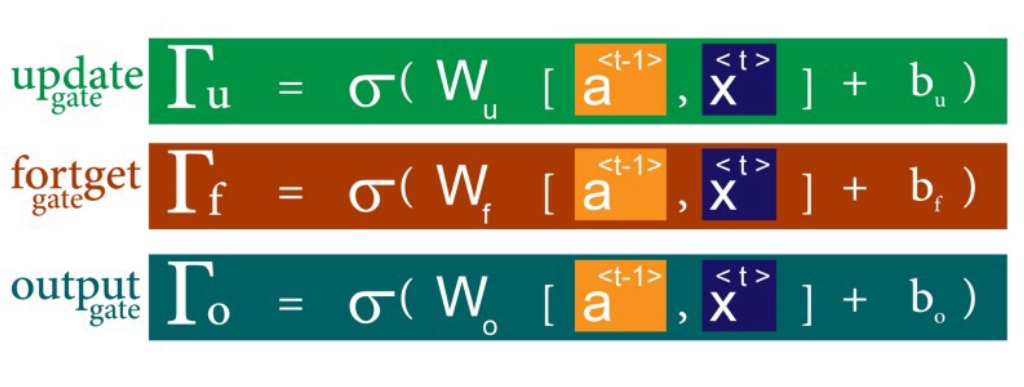 update gate Γu = σ( Wu [ a<t-1> , x<t> ] + bu )
fortget gate Γf = σ( Wf [ a<t-1> , x<t> ] + bf )
output gate Γo = σ( Wo [ a<t-1> , x<t> ] + bo )